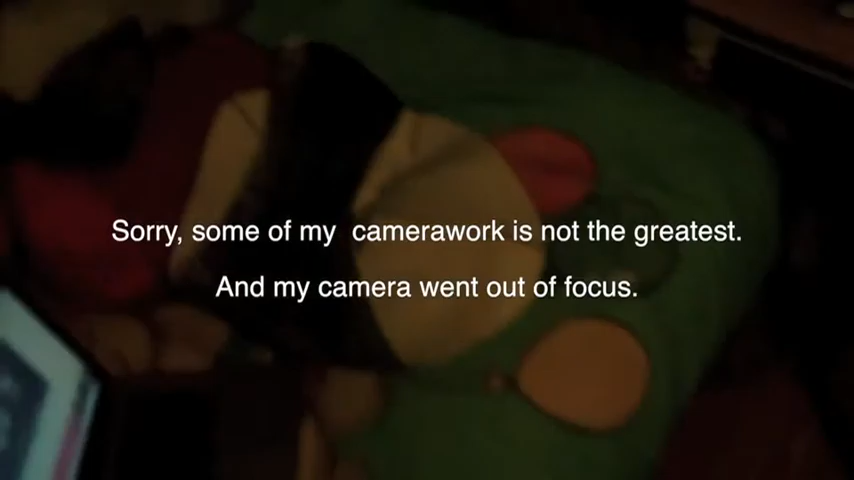 Sorry, some of my  camerawork is not the greatest.
And my camera went out of focus.